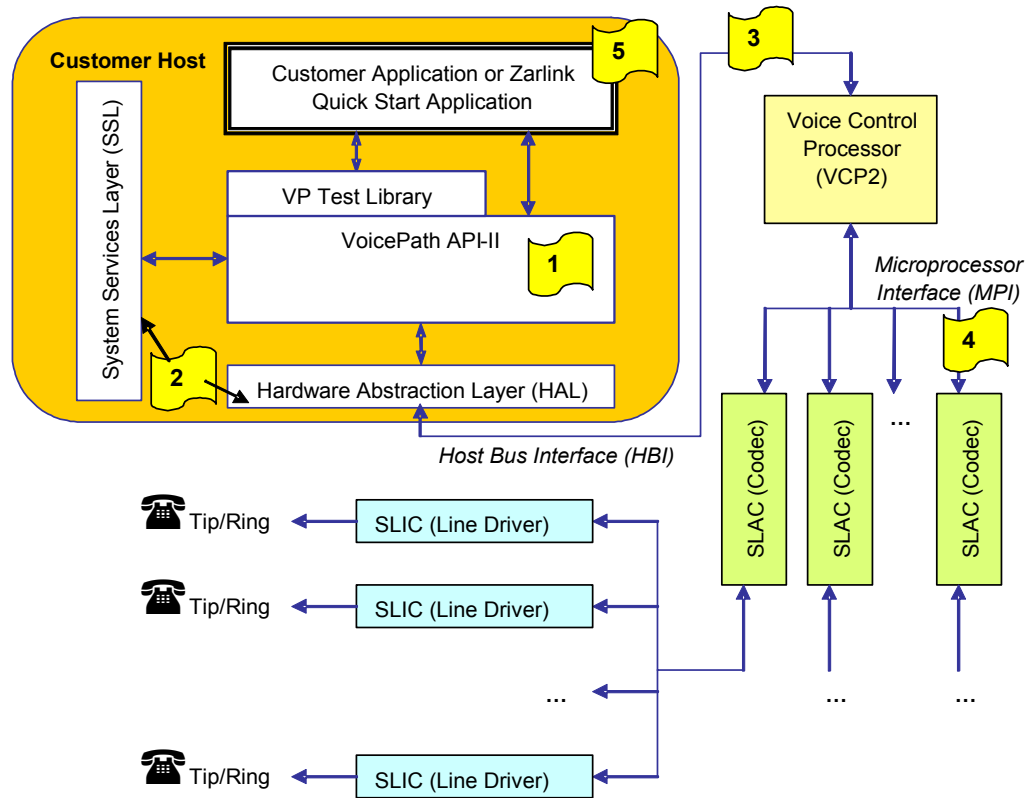 Customer Host
5
3
Customer Application or Zarlink
Quick Start Application
System Services Layer (SSL)
VP Test Library
VoicePath API-II
1
2
Hardware Abstraction Layer (HAL)
Host Bus Interface (HBI)
Voice Control
Processor
(VCP2)
Microprocessor
Interface (MPI)
4
SLAC (Codec)
SLAC (Codec)
...
SLAC (Codec)
Tip/Ring
SLIC (Line Driver)
Tip/Ring
SLIC (Line Driver)
...
...
...
Tip/Ring
SLIC (Line Driver)